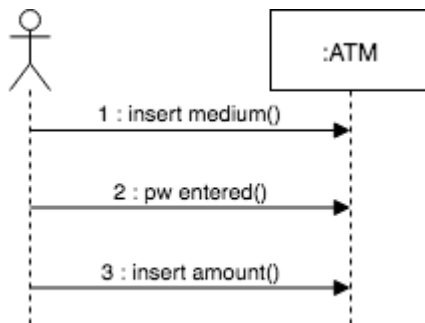 :ATM
1 : insert medium()
2 : pw entered()
3 : insert amount()